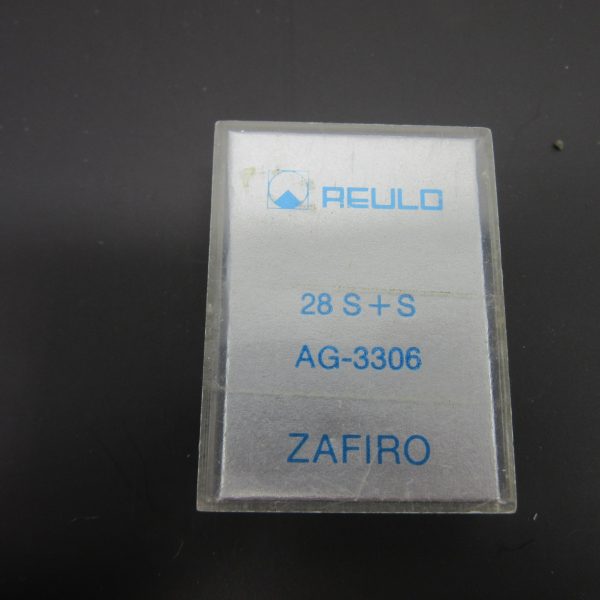 REULO
28 S+S
AG-3306
ZAFIRO